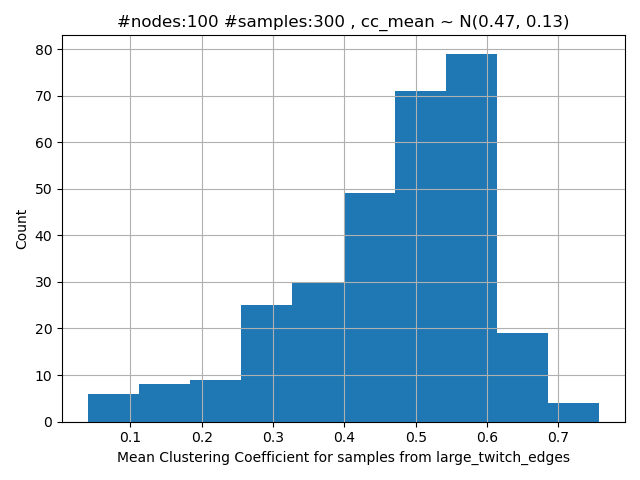 #nodes:100 #samples:300 , cc_mean ~ N(0.47, 0.13)
80
70
60
50
40
30
20
10
0
Count
0.1 0.2 0.3 0.4 0.5 0.6 0.7
Mean Clustering Coefficient for samples from large_twitch_edges